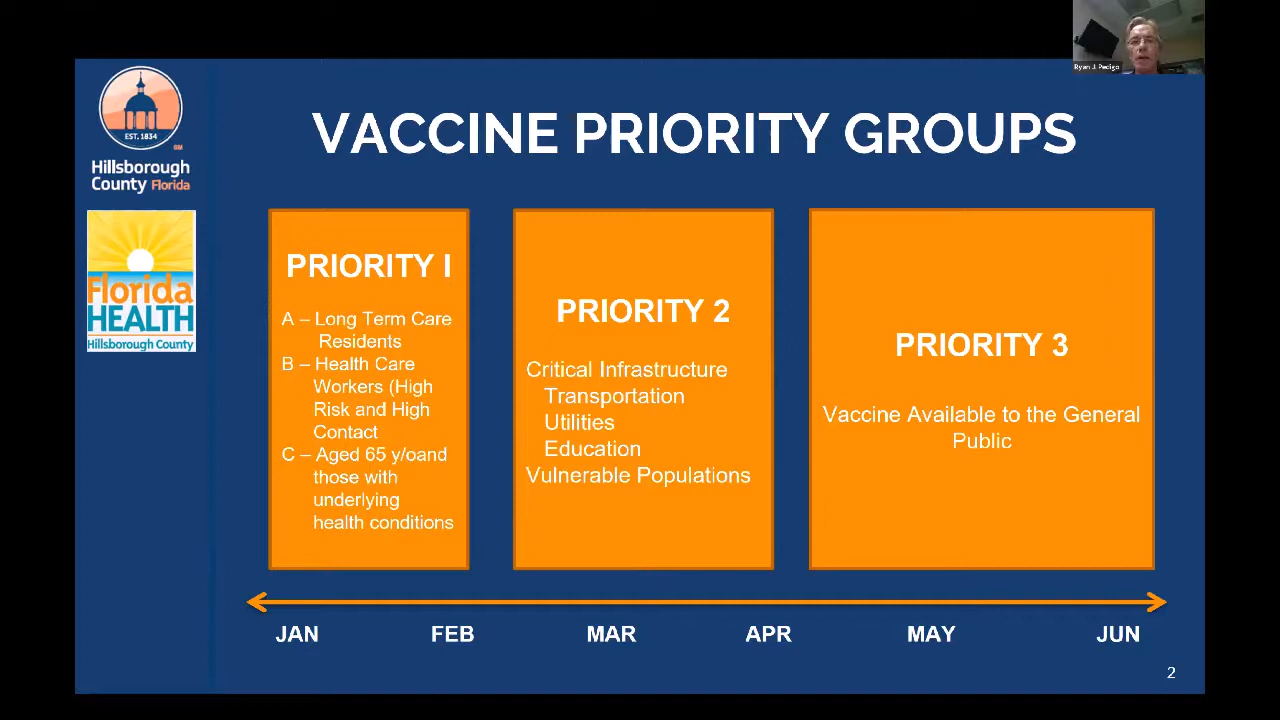 Ryan J. Pedigo
EST. 1834
SM
Hillsborough
County Florida
Florida
HEALTH
Hillsborough County
VACCINE PRIORITY GROUPS
PRIORITY I
A – Long Term Care
Residents
B – Health Care
Workers (High
Risk and High
Contact
C – Aged 65 y/oand
those with
underlying
health conditions
PRIORITY 2
Critical Infrastructure
Transportation
Utilities
Education
Vulnerable Populations
PRIORITY 3
Vaccine Available to the General
Public
JAN FEB MAR APR MAY JUN
2